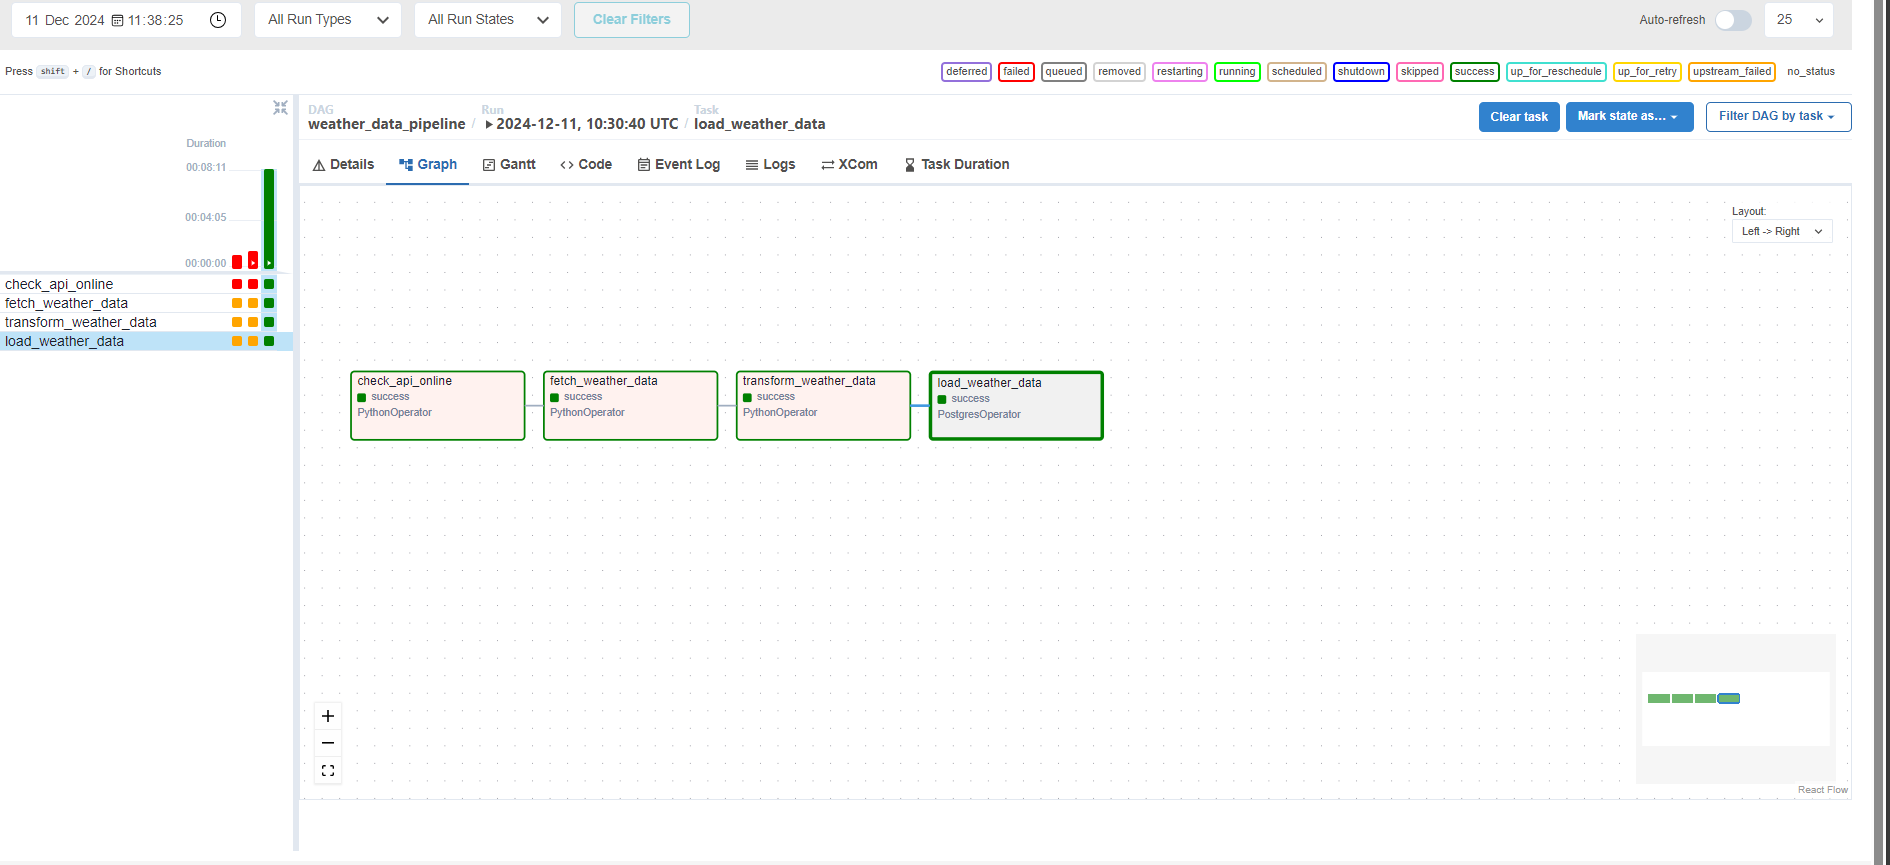 11 Dec 2024 11:38:25 All Run Types All Run States Clear Filters Auto-refresh 25
Press shift + / for Shortcuts deferred failed queued removed restarting running scheduled shutdown skipped success up_for_reschedule up_for_retry upstream_failed no_status
DAG Run Task
weather_data_pipeline / 2024-12-11, 10:30:40 UTC / load_weather_data
Clear task Mark state as... Filter DAG by task
Details Graph Gantt Code Event Log Logs XCom Task Duration
Duration
00:08:11
00:04:05
00:00:00
check_api_online
fetch_weather_data
transform_weather_data
load_weather_data
Layout:
Left -> Right
check_api_online
success
PythonOperator
fetch_weather_data
success
PythonOperator
transform_weather_data
success
PythonOperator
load_weather_data
success
PostgresOperator
React Flow